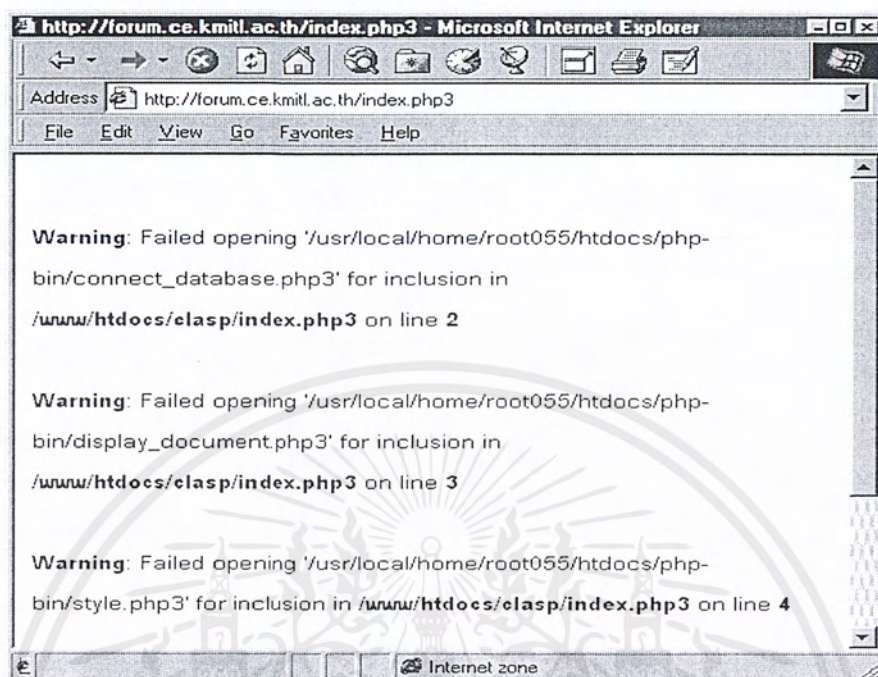 http://forum.ce.kmitl.ac.th/index.php3 - Microsoft Internet Explorer
Address http://forum.ce.kmitl.ac.th/index.php3
File Edit View Go Favorites Help
Warning: Failed opening '/usr/local/home/root055/htdocs/php-
bin/connect_database.php3' for inclusion in
/www/htdocs/clasp/index.php3 on line 2
Warning: Failed opening '/usr/local/home/root055/htdocs/php-
bin/display_document.php3' for inclusion in
/www/htdocs/clasp/index.php3 on line 3
Warning: Failed opening '/usr/local/home/root055/htdocs/php-
bin/style.php3' for inclusion in /www/htdocs/clasp/index.php3 on line 4
Internet zone